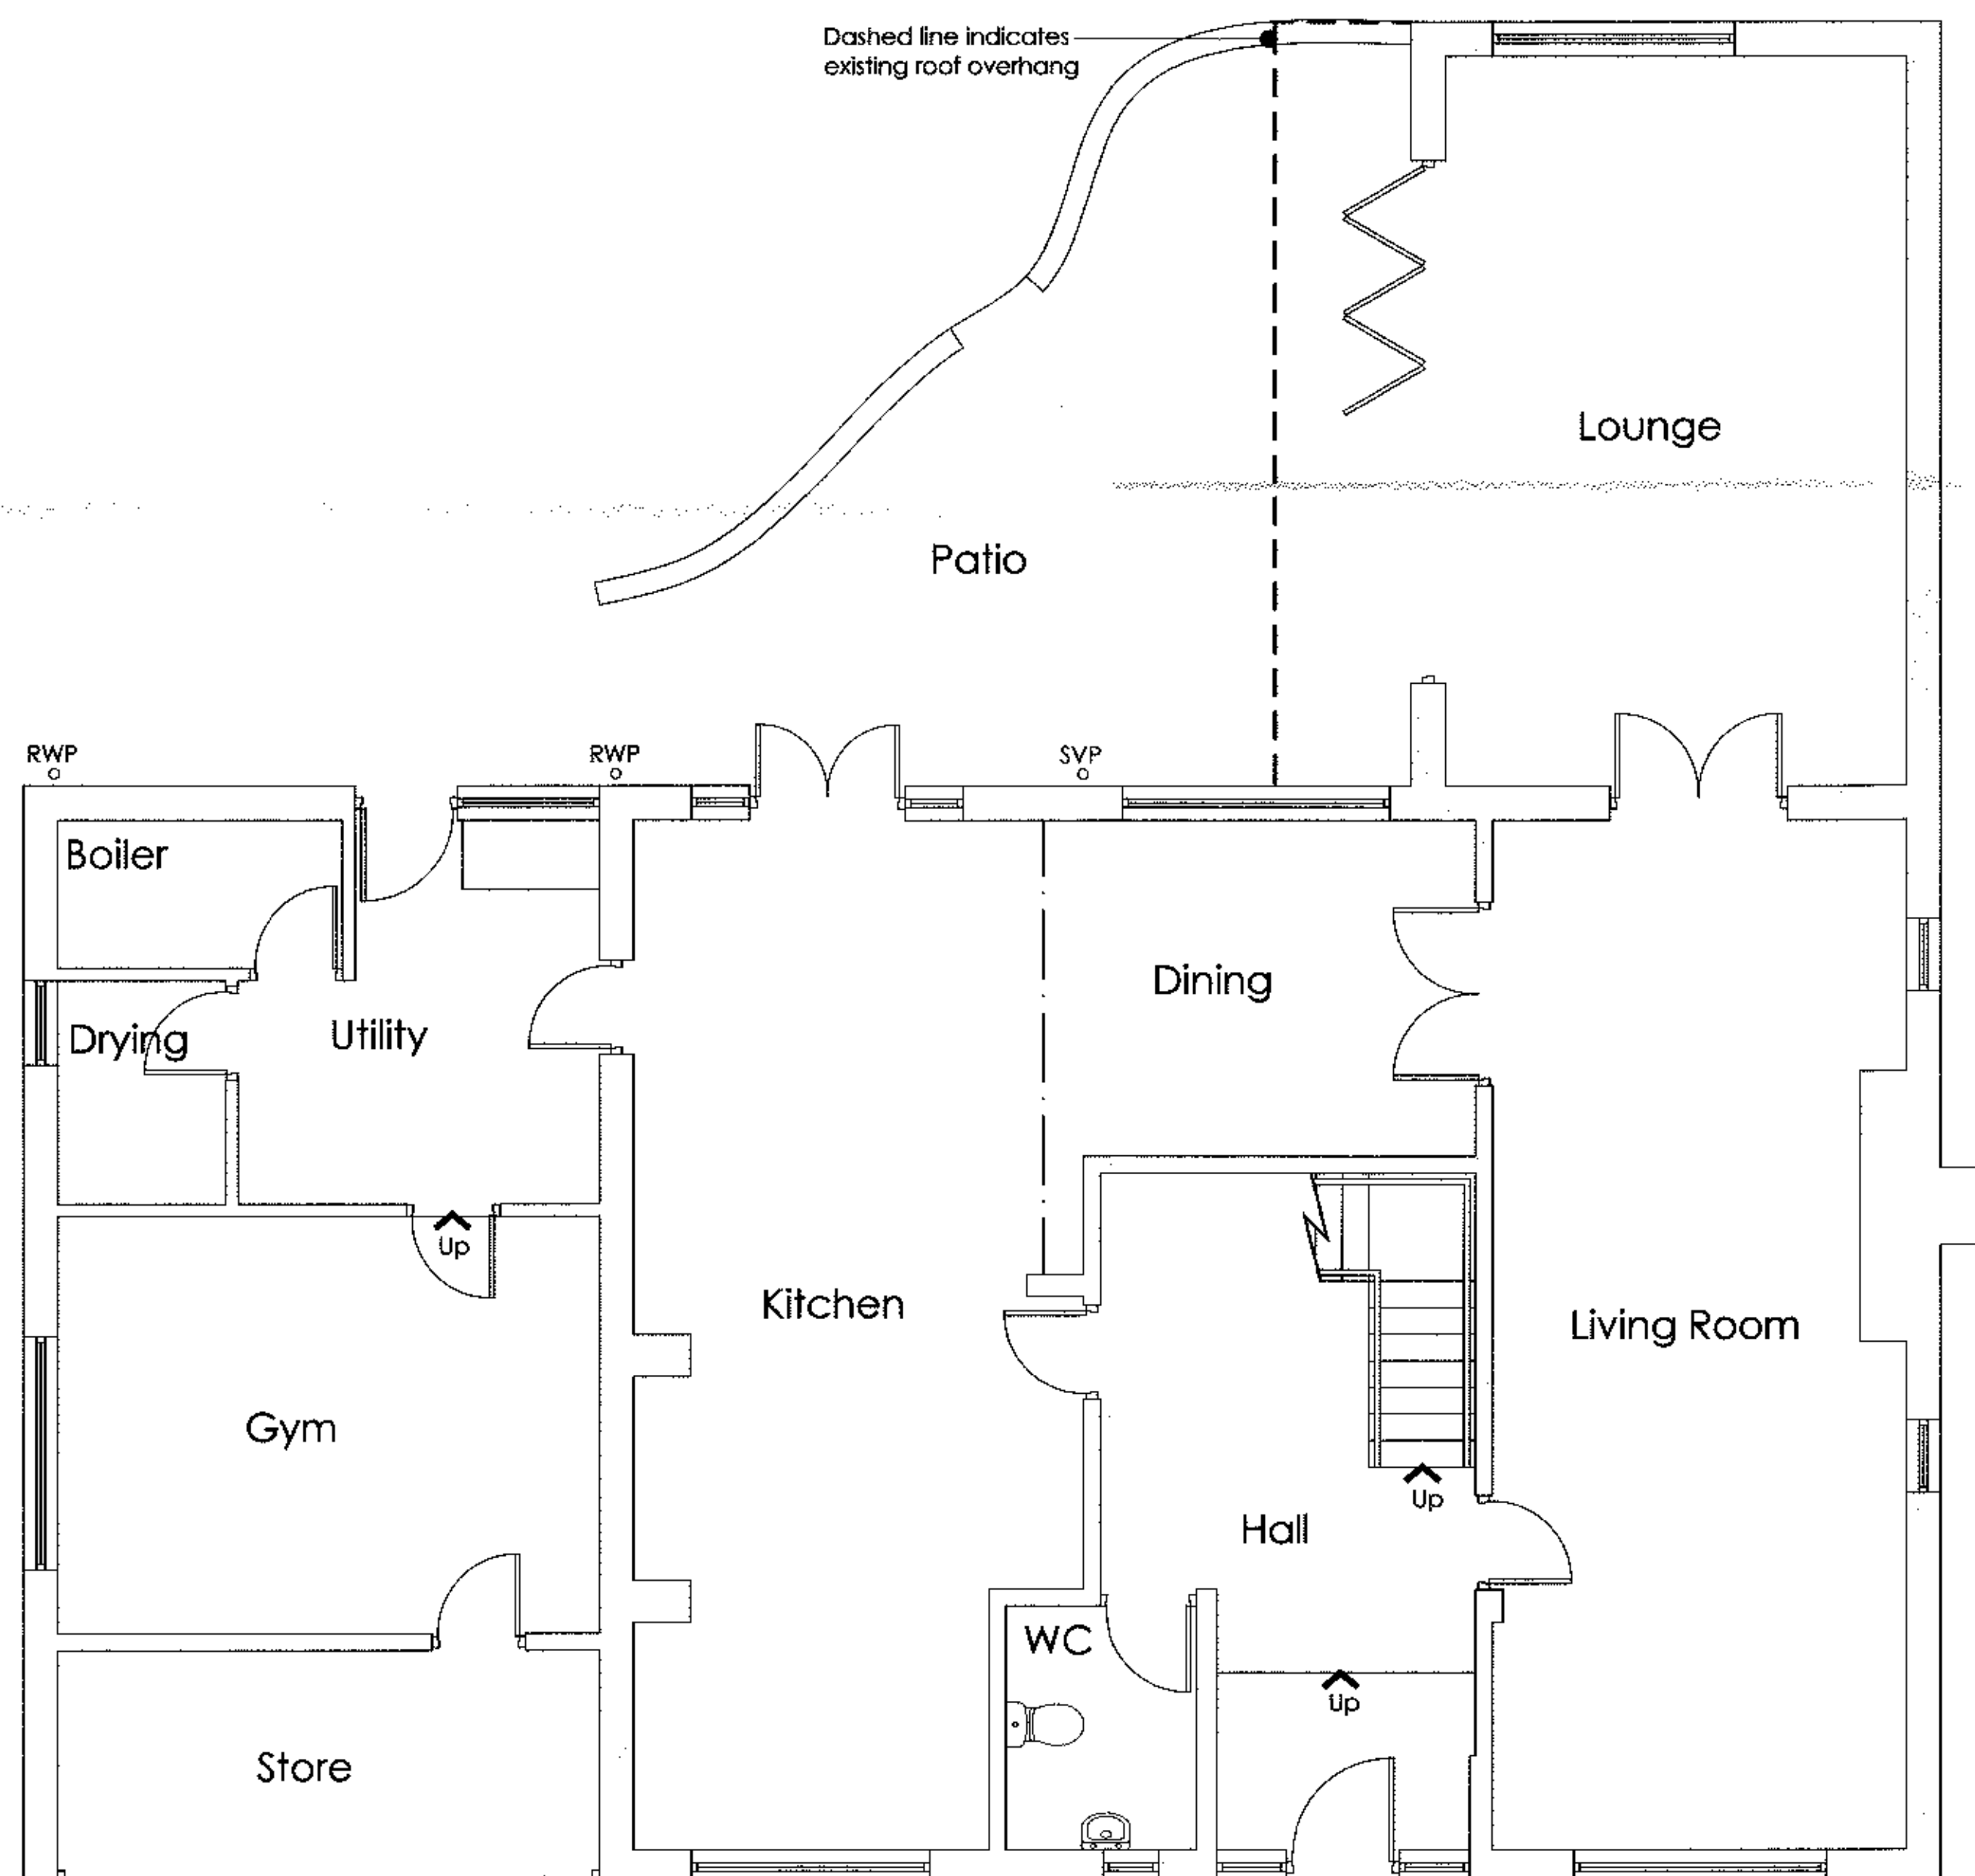 Dashed line indicates
existing roof overhang
Lounge
Patio
RWP
RWP
SVP
Boiler
Dining
Drying
Utility
Up
Kitchen
Living Room
Gym
Up
Hall
WC
Up
Store